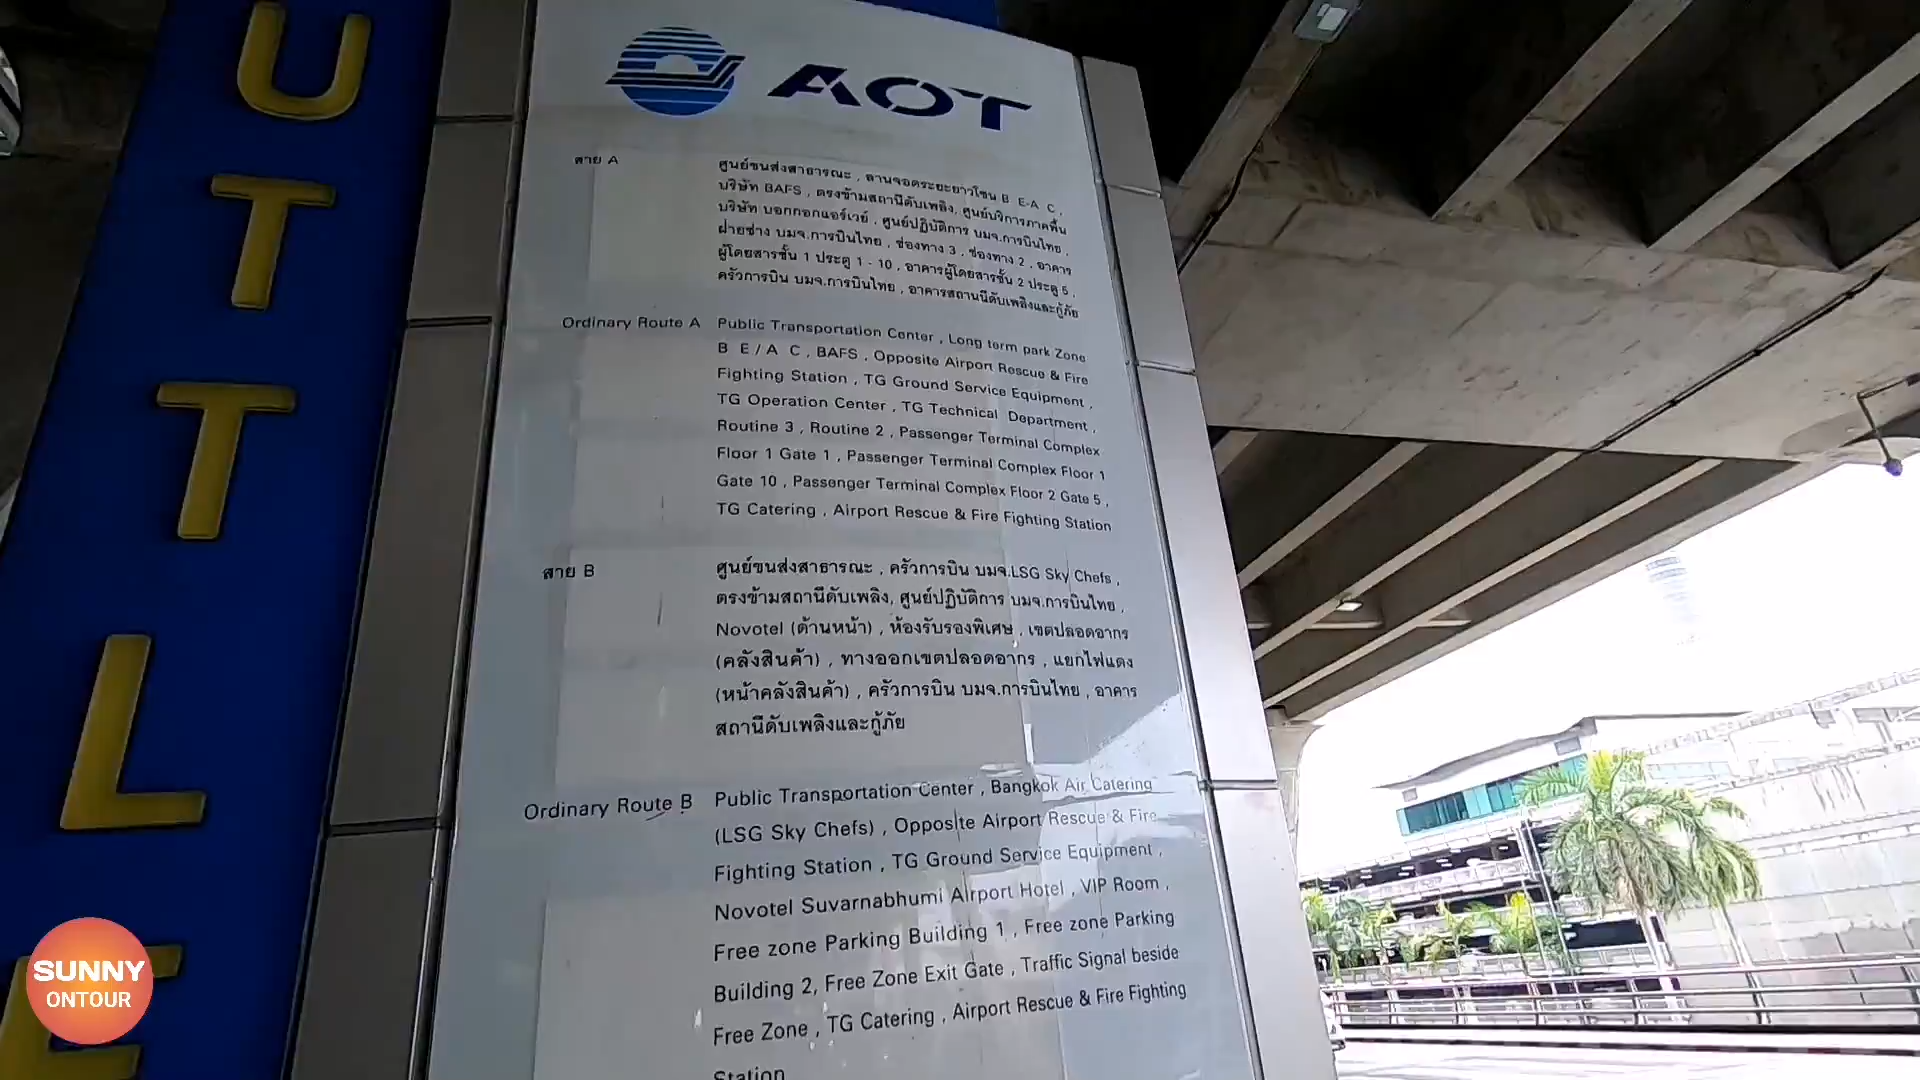 U
T
T
L
E
AOT
สาย A
ศูนย์ขนส่งสาธารณะ , ลานจอดระยะยาวโซน B E-A C ,
บริษัท BAFS , ตรงข้ามสถานีดับเพลิง, ศูนย์บริการภาคพื้น
บริษัท บอกกอกแอร์เวย์ , ศูนย์ปฏิบัติการ บมจ.การบินไทย ,
ฝ่ายช่าง บมจ.การบินไทย , ช่องทาง 3 , ช่องทาง 2 , อาคาร
ผู้โดยสารชั้น 1 ประตู 1 - 10 , อาคารผู้โดยสารชั้น 2 ประตู 5 ,
ครัวการบิน บมจ.การบินไทย , อาคารสถานนีดับเพลิงและกู้ภัย
Ordinary Route A
Public Transportation Center , Long term park Zone
B E / A C , BAFS , Opposite Airport Rescue & Fire
Fighting Station , TG Ground Service Equipment ,
TG Operation Center , TG Technical Department ,
Routine 3 , Routine 2 , Passenger Terminal Complex
Floor 1 Gate 1 , Passenger Terminal Complex Floor 1
Gate 10 , Passenger Terminal Complex Floor 2 Gate 5 ,
TG Catering , Airport Rescue & Fire Fighting Station
สาย B
ศูนย์ขนส่งสาธารณะ , ครัวการบิน บมจ.LSG Sky Chefs ,
ตรงข้ามสถานีดับเพลิง, ศูนย์ปฏิบัติการ บมจ.การบินไทย ,
Novotel (ด้านหน้า) , ห้องรับรองพิเศษ , เขตปลอดอากร
(คลังสินค้า) , ทางออกเขตปลอดอากร , แยกไฟแดง
(หน้าคลังสินค้า) , ครัวการบิน บมจ.การบินไทย , อาคาร
สถานีดับเพลิงและกู้ภัย
Ordinary Route B
Public Transportation Center , Bangkok Air Catering
(LSG Sky Chefs) , Opposite Airport Rescue & Fire
Fighting Station , TG Ground Service Equipment ,
Novotel Suvarnabhumi Airport Hotel , VIP Room ,
Free zone Parking Building 1 , Free zone Parking
Building 2, Free Zone Exit Gate , Traffic Signal beside
Free Zone , TG Catering , Airport Rescue & Fire Fighting
Station
SUNNY
ONTOUR